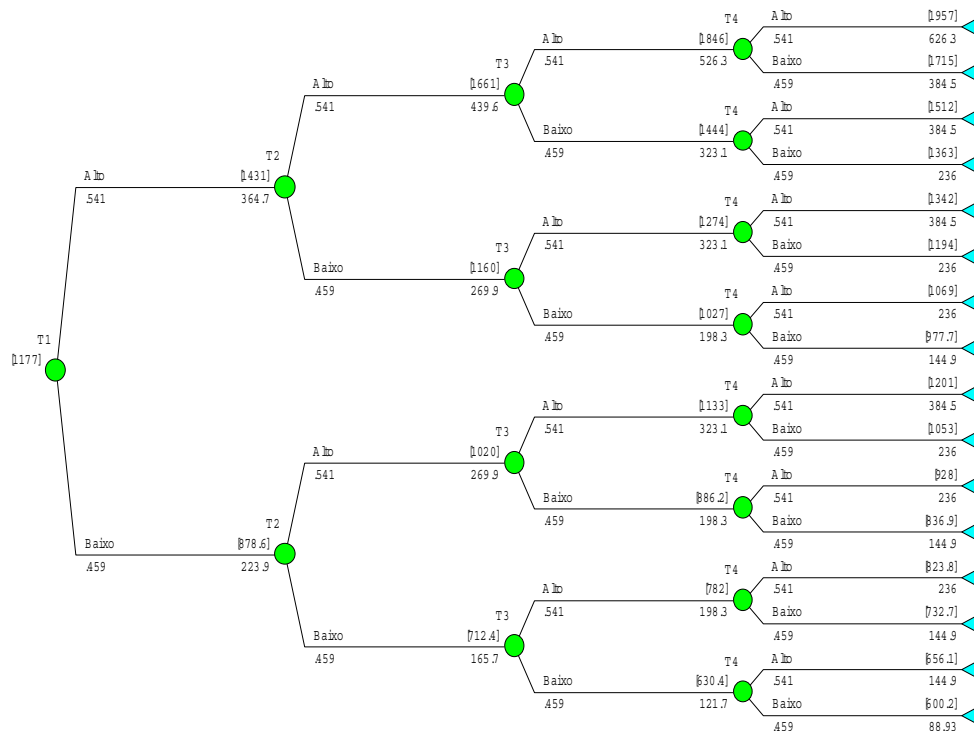 T4
Alto
[1957]
.541
626.3
Baixo
[1715]
.459
384.5
T3
Alto
[1846]
.541
526.3
T4
Alto
[1512]
.541
384.5
Baixo
[1444]
.459
323.1
Baixo
[1363]
.459
236
T2
Alto
[1661]
.541
439.6
T4
Alto
[1342]
.541
384.5
Baixo
[1194]
.459
236
T3
Alto
[1274]
.541
323.1
T4
Alto
[1069]
.541
236
Baixo
[1027]
.459
198.3
Baixo
[977.7]
.459
144.9
Alto
[1431]
.541
364.7
Baixo
[1160]
.459
269.9
T1
[1177]
T4
Alto
[1201]
.541
384.5
Baixo
[1053]
.459
236
T3
Alto
[1133]
.541
323.1
T4
Alto
[928]
.541
236
Baixo
[886.2]
.459
198.3
Baixo
[836.9]
.459
144.9
T2
Alto
[1020]
.541
269.9
Baixo
[878.6]
.459
223.9
T4
Alto
[823.8]
.541
236
Baixo
[732.7]
.459
144.9
T3
Alto
[782]
.541
198.3
T4
Alto
[656.1]
.541
144.9
Baixo
[630.4]
.459
121.7
Baixo
[600.2]
.459
88.93
Baixo
[712.4]
.459
165.7